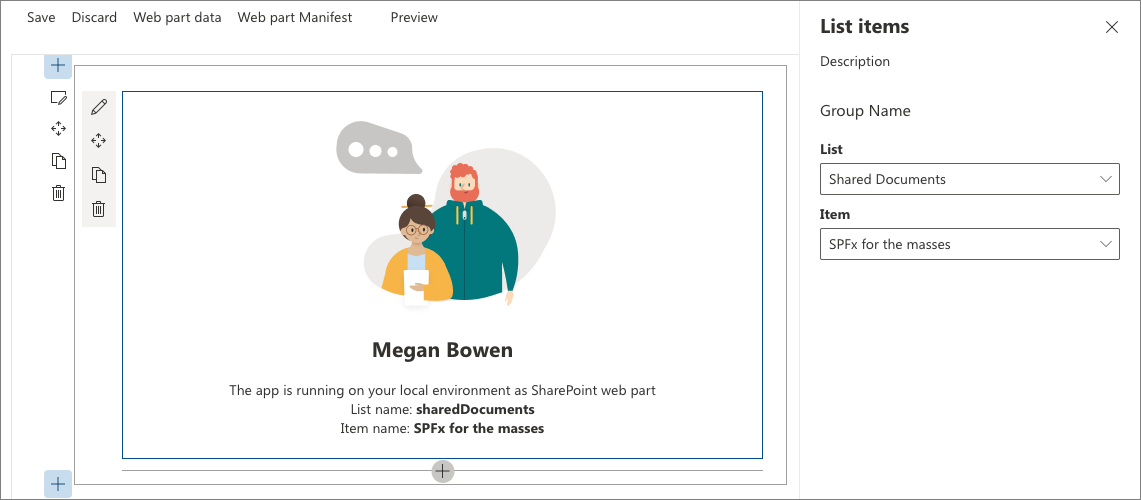 Save Discard Web part data Web part Manifest Preview
Megan Bowen
The app is running on your local environment as SharePoint web part
List name: sharedDocuments
Item name: SPFx for the masses
List items
Description
Group Name
List
Shared Documents
Item
SPFx for the masses